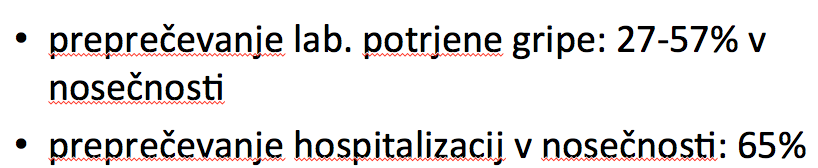 • preprečevanje lab. potrjene gripe: 27-57% v
nosečnosti
• preprečevanje hospitalizacij v nosečnosti: 65%